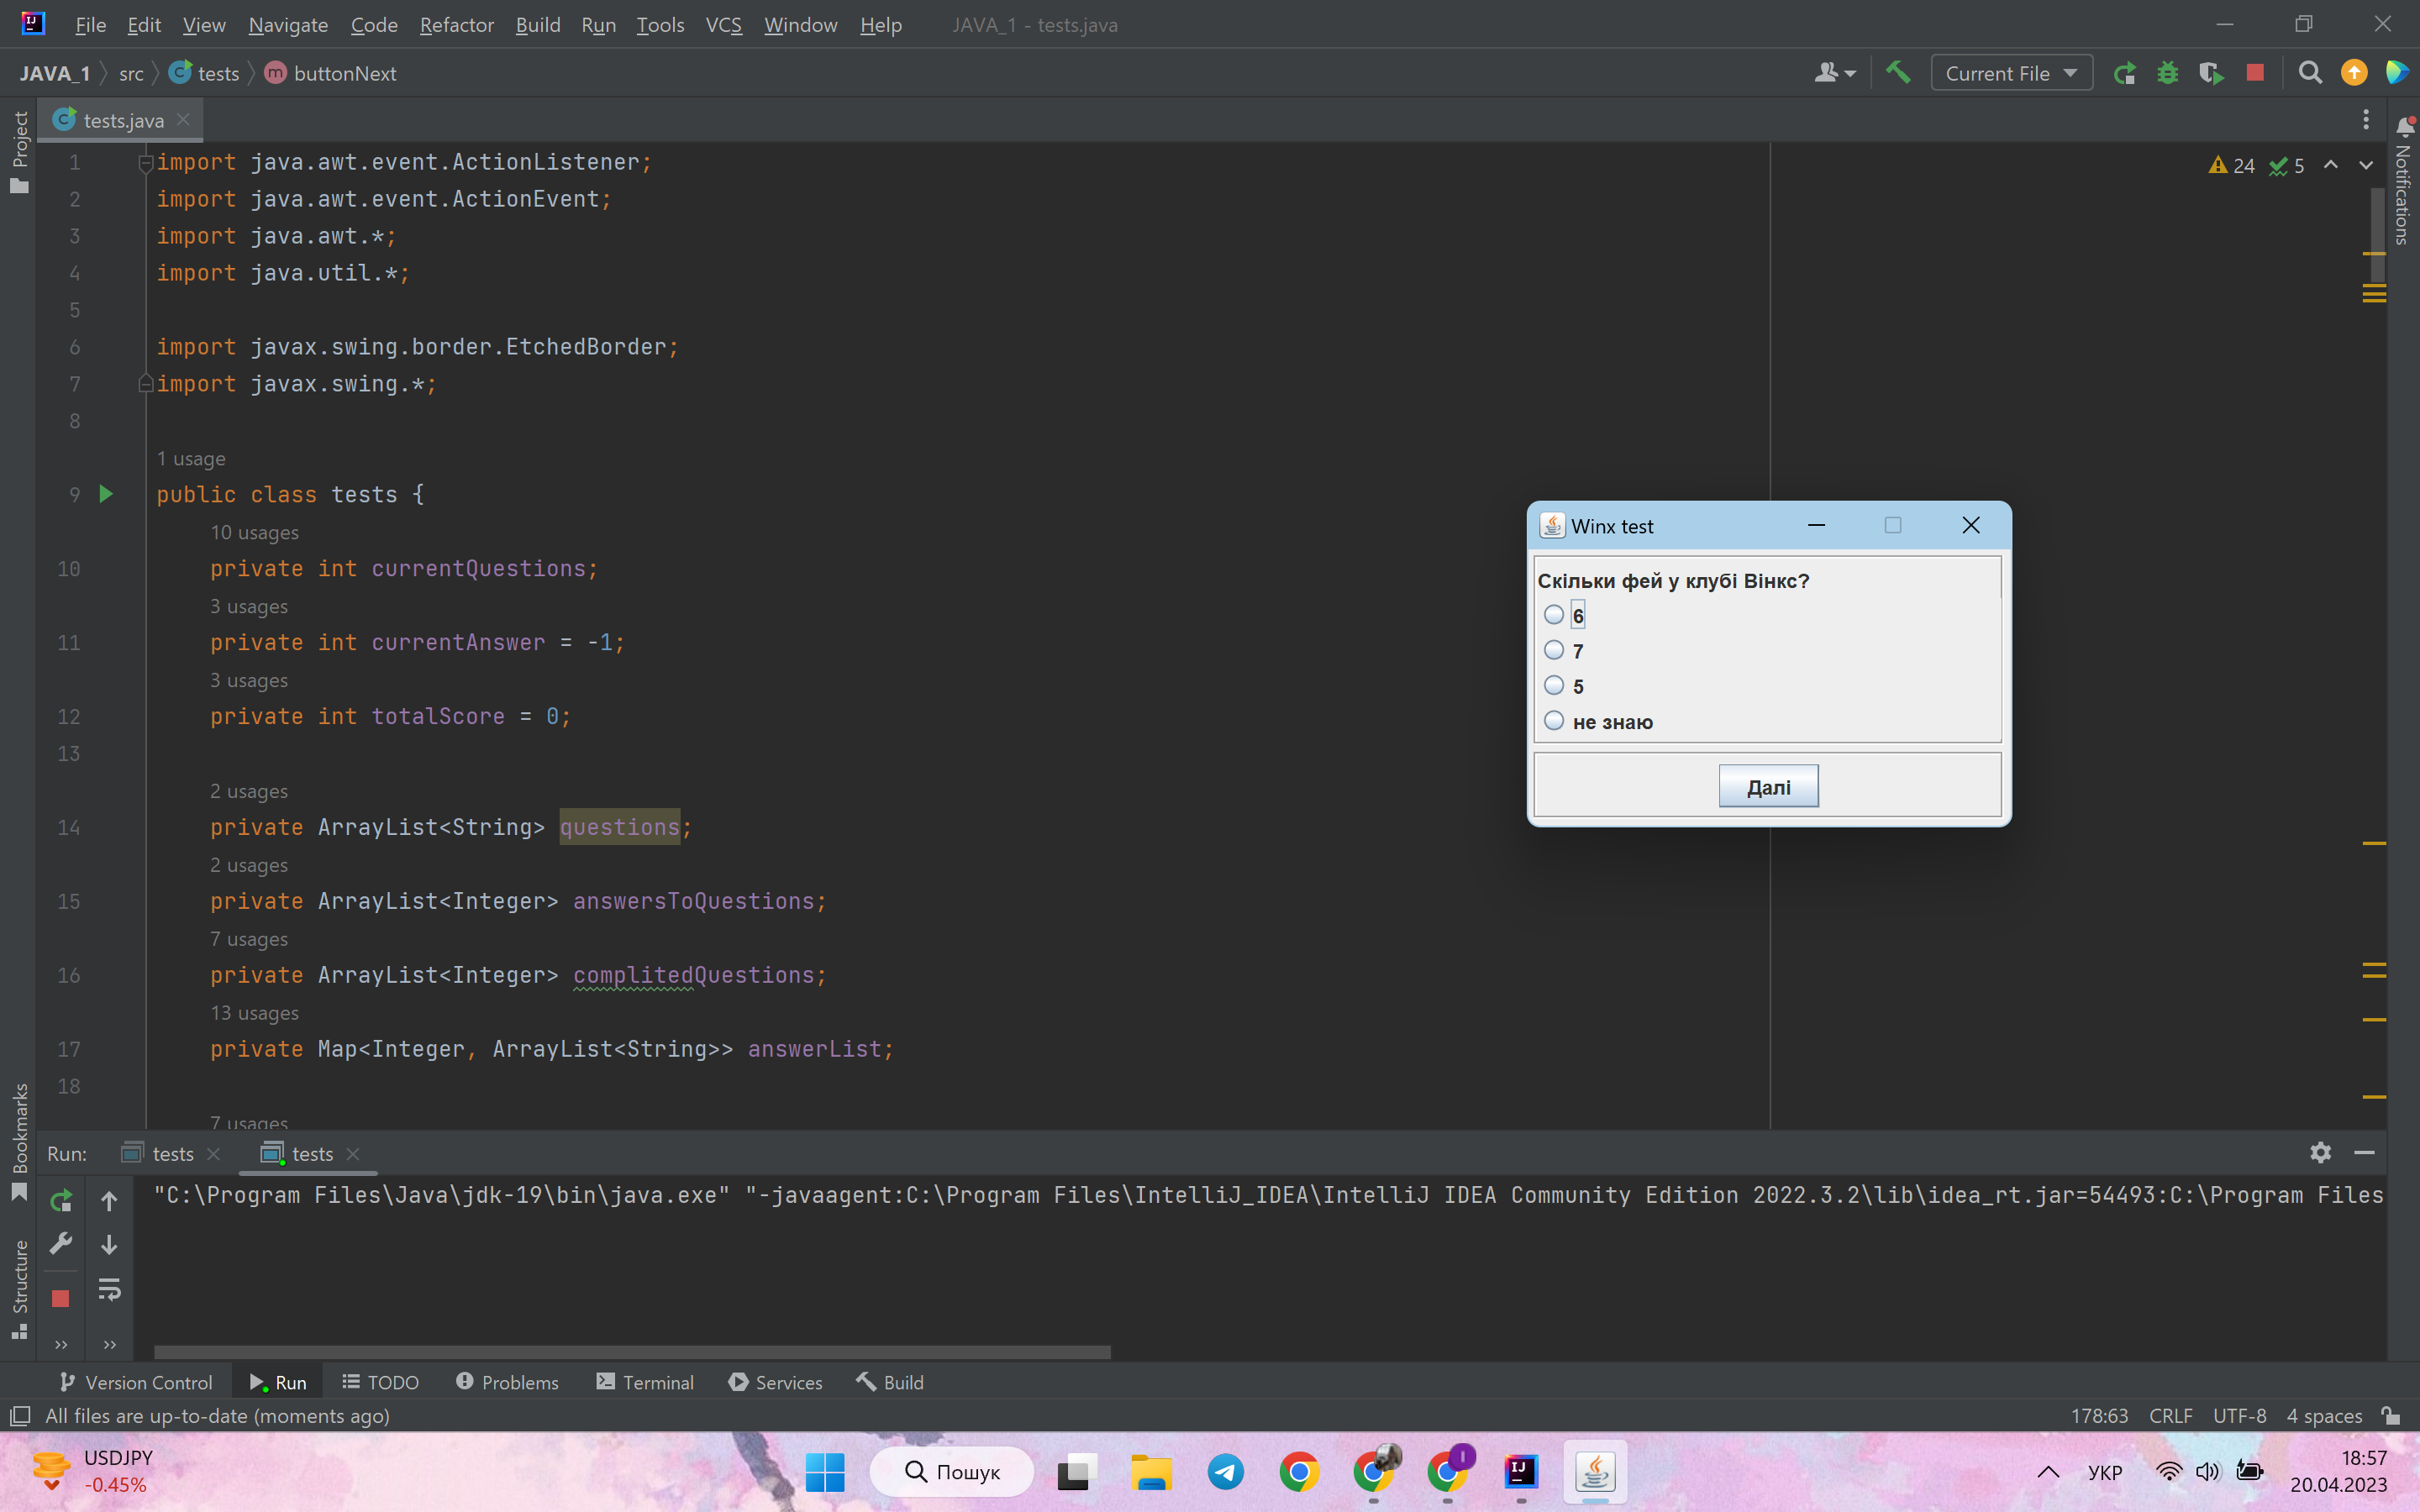 File Edit View Navigate Code Refactor Build Run Tools VCS Window Help JAVA_1 - tests.java
JAVA_1 src tests m buttonNext Current File
Project
tests.java
Notifications
24 5
1 import java.awt.event.ActionListener;
2 import java.awt.event.ActionEvent;
3 import java.awt.*;
4 import java.util.*;
5
6 import javax.swing.border.EtchedBorder;
7 import javax.swing.*;
8
1 usage
9 public class tests {
10 usages
10 private int currentQuestions;
3 usages
11 private int currentAnswer = -1;
3 usages
12 private int totalScore = 0;
13
2 usages
14 private ArrayList<String> questions;
2 usages
15 private ArrayList<Integer> answersToQuestions;
7 usages
16 private ArrayList<Integer> complitedQuestions;
13 usages
17 private Map<Integer, ArrayList<String>> answerList;
18
7 usages
Winx test
Скільки фей у клубі Вінкс?
6
7
5
не знаю
Далі
Bookmarks
Structure
Run: tests tests
"C:\Program Files\Java\jdk-19\bin\java.exe" "-javaagent:C:\Program Files\IntelliJ_IDEA\IntelliJ IDEA Community Edition 2022.3.2\lib\idea_rt.jar=54493:C:\Program Files
Version Control Run TODO Problems Terminal Services Build
All files are up-to-date (moments ago) 178:63 CRLF UTF-8 4 spaces
USDJPY
-0.45%
Пошук
УКР
18:57
20.04.2023